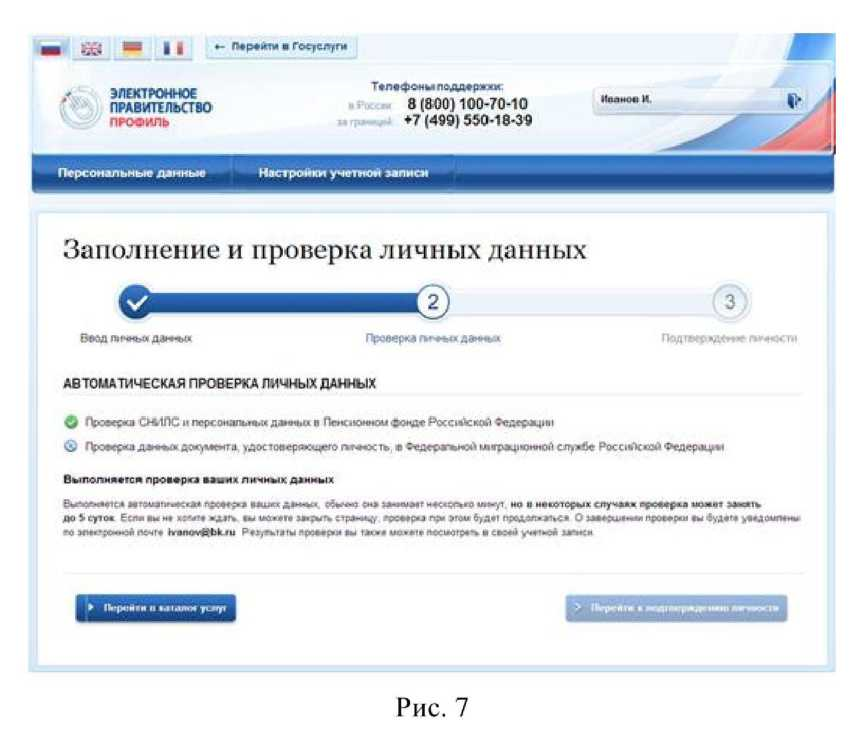 ← Перейти в Госуслуги
ЭЛЕКТРОННОЕ
ПРАВИТЕЛЬСТВО
ПРОФИЛЬ
Телефоны поддержки:
в России: 8 (800) 100-70-10
за границей: +7 (499) 550-18-39
Иванов И.
Персональные данные Настройки учетной записи
Заполнение и проверка личных данных
2 3
Ввод личных данных Проверка личных данных Подтверждение личности
АВТОМАТИЧЕСКАЯ ПРОВЕРКА ЛИЧНЫХ ДАННЫХ
Проверка СНИЛС и персональных данных в Пенсионном фонде Российской Федерации
Проверка данных документа, удостоверяющего личность, в Федеральной миграционной службе Российской Федерации
Выполняется проверка ваших личных данных
Выполняется автоматическая проверка ваших данных, обычно она занимает несколько минут, но в некоторых случаях проверка может занять
до 5 суток. Если вы не хотите ждать, вы можете закрыть страницу, проверка при этом будет продолжаться. О завершении проверки вы будете уведомлены
по электронной почте ivanov@bk.ru. Результаты проверки вы также можете посмотреть в своей учетной записи.
Перейти в каталог услуг
Перейти к подтверждению личности
Рис. 7